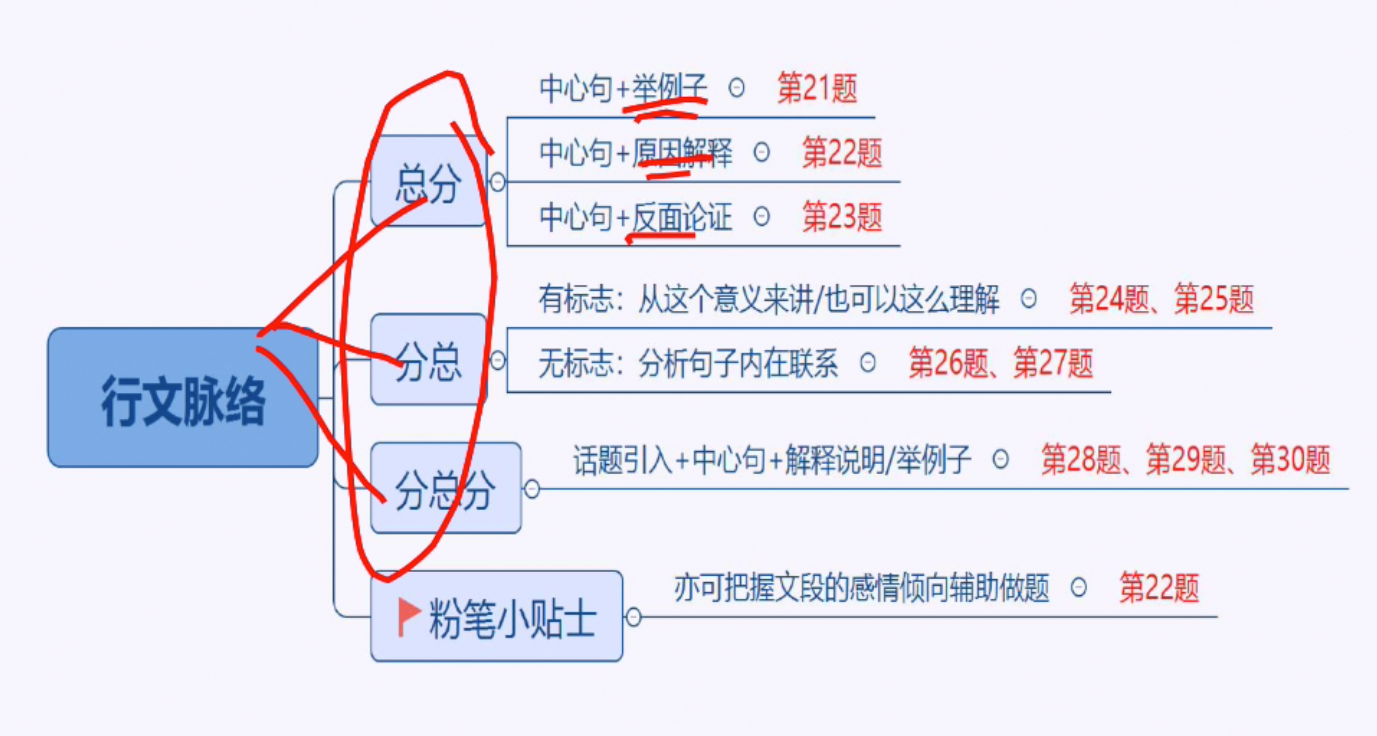 中心句+举例子 第21题
中心句+原因解释 第22题
总分
中心句+反面论证 第23题
有标志：从这个意义来讲/也可以这么理解 第24题、第25题
分总
无标志：分析句子内在联系 第26题、第27题
行文脉络
话题引入+中心句+解释说明/举例子 第28题、第29题、第30题
分总分
亦可把握文段的感情倾向辅助做题 第22题
粉笔小贴士